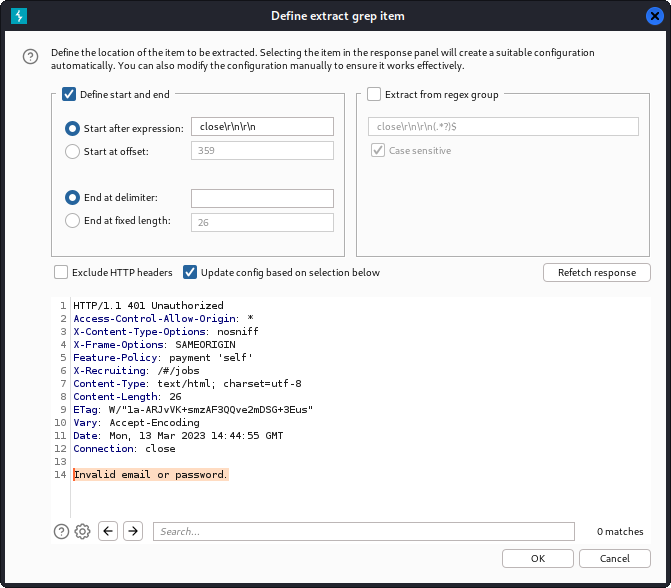 Define extract grep item
Define the location of the item to be extracted. Selecting the item in the response panel will create a suitable configuration
automatically. You can also modify the configuration manually to ensure it works effectively.
Define start and end
Start after expression: close\r\n\r\n
Start at offset: 359
End at delimiter:
End at fixed length: 26
Extract from regex group
close\r\n\r\n(.*?)$
Case sensitive
Exclude HTTP headers Update config based on selection below Refetch response
1 HTTP/1.1 401 Unauthorized
2 Access-Control-Allow-Origin: *
3 X-Content-Type-Options: nosniff
4 X-Frame-Options: SAMEORIGIN
5 Feature-Policy: payment 'self'
6 X-Recruiting: /#/jobs
7 Content-Type: text/html; charset=utf-8
8 Content-Length: 26
9 ETag: W/"1a-ARJvVK+smzAF3QQve2mDSG+3Eus"
10 Vary: Accept-Encoding
11 Date: Mon, 13 Mar 2023 14:44:55 GMT
12 Connection: close
13
14 Invalid email or password.
Search...
0 matches
OK Cancel